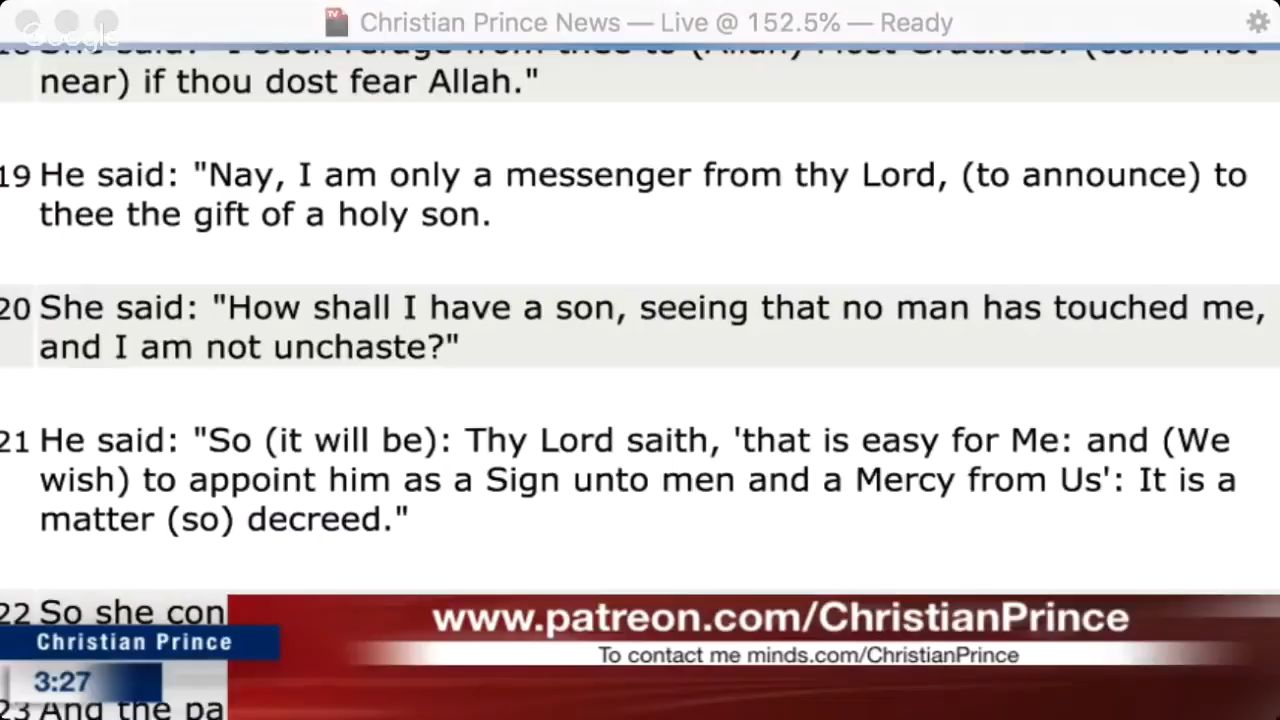 Christian Prince News — Live @ 152.5% — Ready
Google
near) if thou dost fear Allah."
19 He said: "Nay, I am only a messenger from thy Lord, (to announce) to
thee the gift of a holy son.
20 She said: "How shall I have a son, seeing that no man has touched me,
and I am not unchaste?"
21 He said: "So (it will be): Thy Lord saith, 'that is easy for Me: and (We
wish) to appoint him as a Sign unto men and a Mercy from Us': It is a
matter (so) decreed."
22 So she con
www.patreon.com/ChristianPrince
Christian Prince
To contact me minds.com/ChristianPrince
3:27
23 And the pa